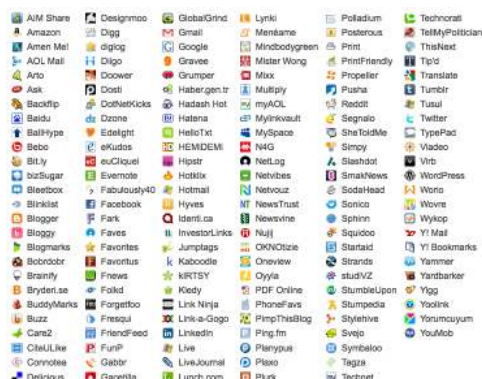 AIM Share
Amazon
Amen Me!
AOL Mail
Arto
Ask
Backflip
Baidu
BallHype
Bebo
Bit.ly
bizSugar
Bleetbox
Blinklist
Blogger
Bloggy
Blogmarks
Bobrdobr
Brainify
Bryderi.se
BuddyMarks
Buzz
Care2
CiteULike
Connotea
Delicious
Designmoo
Digg
diglog
Diigo
Doower
Dosti
DotNetKicks
Dzone
Edelight
eKudos
euCliquei
Evernote
Fabulously40
Facebook
Fark
Faves
Favorites
Favoritus
Fnews
Folkd
Forgetfoo
Fresqui
FriendFeed
FunP
Gabbr
Gacetilla
GlobalGrind
Gmail
Google
Gravee
Grumper
Haber.gen.tr
Hadash Hot
Hatena
HelloTxt
HEMiDEMi
Hipstr
Hotklix
Hotmail
Hyves
Identi.ca
InvestorLinks
Jumptags
Kaboodle
kIRTSY
Kledy
Link Ninja
Link-a-Gogo
LinkedIn
Live
LiveJournal
Lunch.com
Lynki
Menéame
Mindbodygreen
Mister Wong
Mixx
Multiply
myAOL
Mylinkvault
MySpace
N4G
NetLog
Netvibes
Netvouz
NewsTrust
Newsvine
Nujij
OKNOtizie
Oneview
Oyyla
PDF Online
PhoneFavs
PimpThisBlog
Ping.fm
Planypus
Plaxo
Plurk
Polladium
Posterous
Print
PrintFriendly
Propeller
Pusha
Reddit
Segnalo
SheToldMe
Simpy
Slashdot
SmakNews
SodaHead
Sonico
Sphinn
Squidoo
Startaid
Strands
studiVZ
StumbleUpon
Stumpedia
Stylehive
Svejo
Symbaloo
Tagza
Technet
Technorati
TellMyPolitician
ThisNext
Tip'd
Translate
Tumblr
Tusul
Twitter
TypePad
Viadeo
Virb
WordPress
Worio
Wovre
Wykop
Y! Mail
Y! Bookmarks
Yammer
Yardbarker
Yigg
Yoolink
Yorumcuyum
YouMob